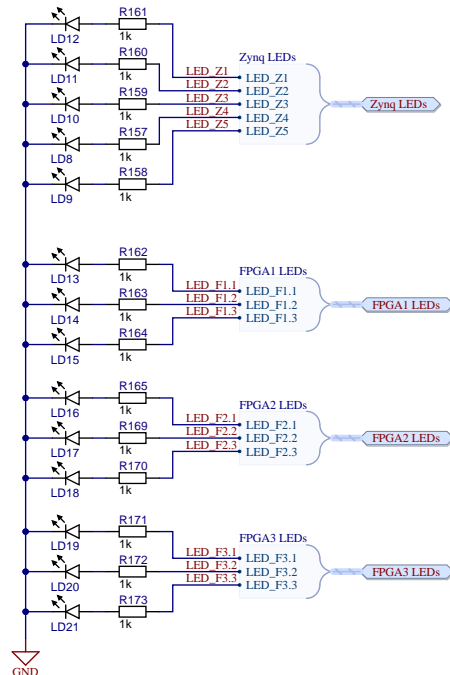 R161
LD12
1k
R160
LD11
1k
R159
LD10
1k
R157
LD8
1k
R158
LD9
1k
Zynq LEDs
LED_Z1 LED_Z1
LED_Z2 LED_Z2
LED_Z3 LED_Z3
LED_Z4 LED_Z4
LED_Z5 LED_Z5
Zynq LEDs
R162
LD13
1k
R163
LD14
1k
R164
LD15
1k
FPGA1 LEDs
LED_F1.1 LED_F1.1
LED_F1.2 LED_F1.2
LED_F1.3 LED_F1.3
FPGA1 LEDs
R165
LD16
1k
R169
LD17
1k
R170
LD18
1k
FPGA2 LEDs
LED_F2.1 LED_F2.1
LED_F2.2 LED_F2.2
LED_F2.3 LED_F2.3
FPGA2 LEDs
R171
LD19
1k
R172
LD20
1k
R173
LD21
1k
FPGA3 LEDs
LED_F3.1 LED_F3.1
LED_F3.2 LED_F3.2
LED_F3.3 LED_F3.3
FPGA3 LEDs
GND